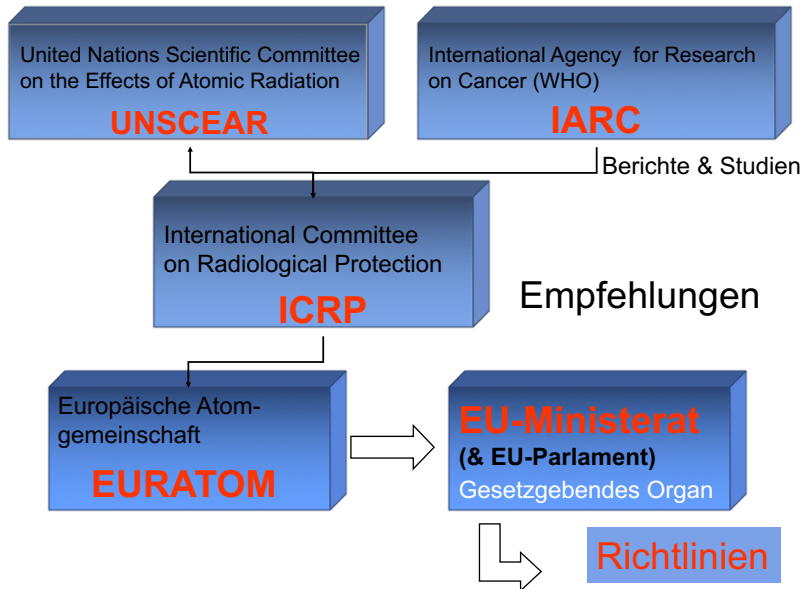 United Nations Scientific Committee
on the Effects of Atomic Radiation
UNSCEAR
International Agency for Research
on Cancer (WHO)
IARC
Berichte & Studien
International Committee
on Radiological Protection
ICRP
Empfehlungen
Europäische Atom-
gemeinschaft
EURATOM
EU-Ministerat
(& EU-Parlament)
Gesetzgebendes Organ
Richtlinien